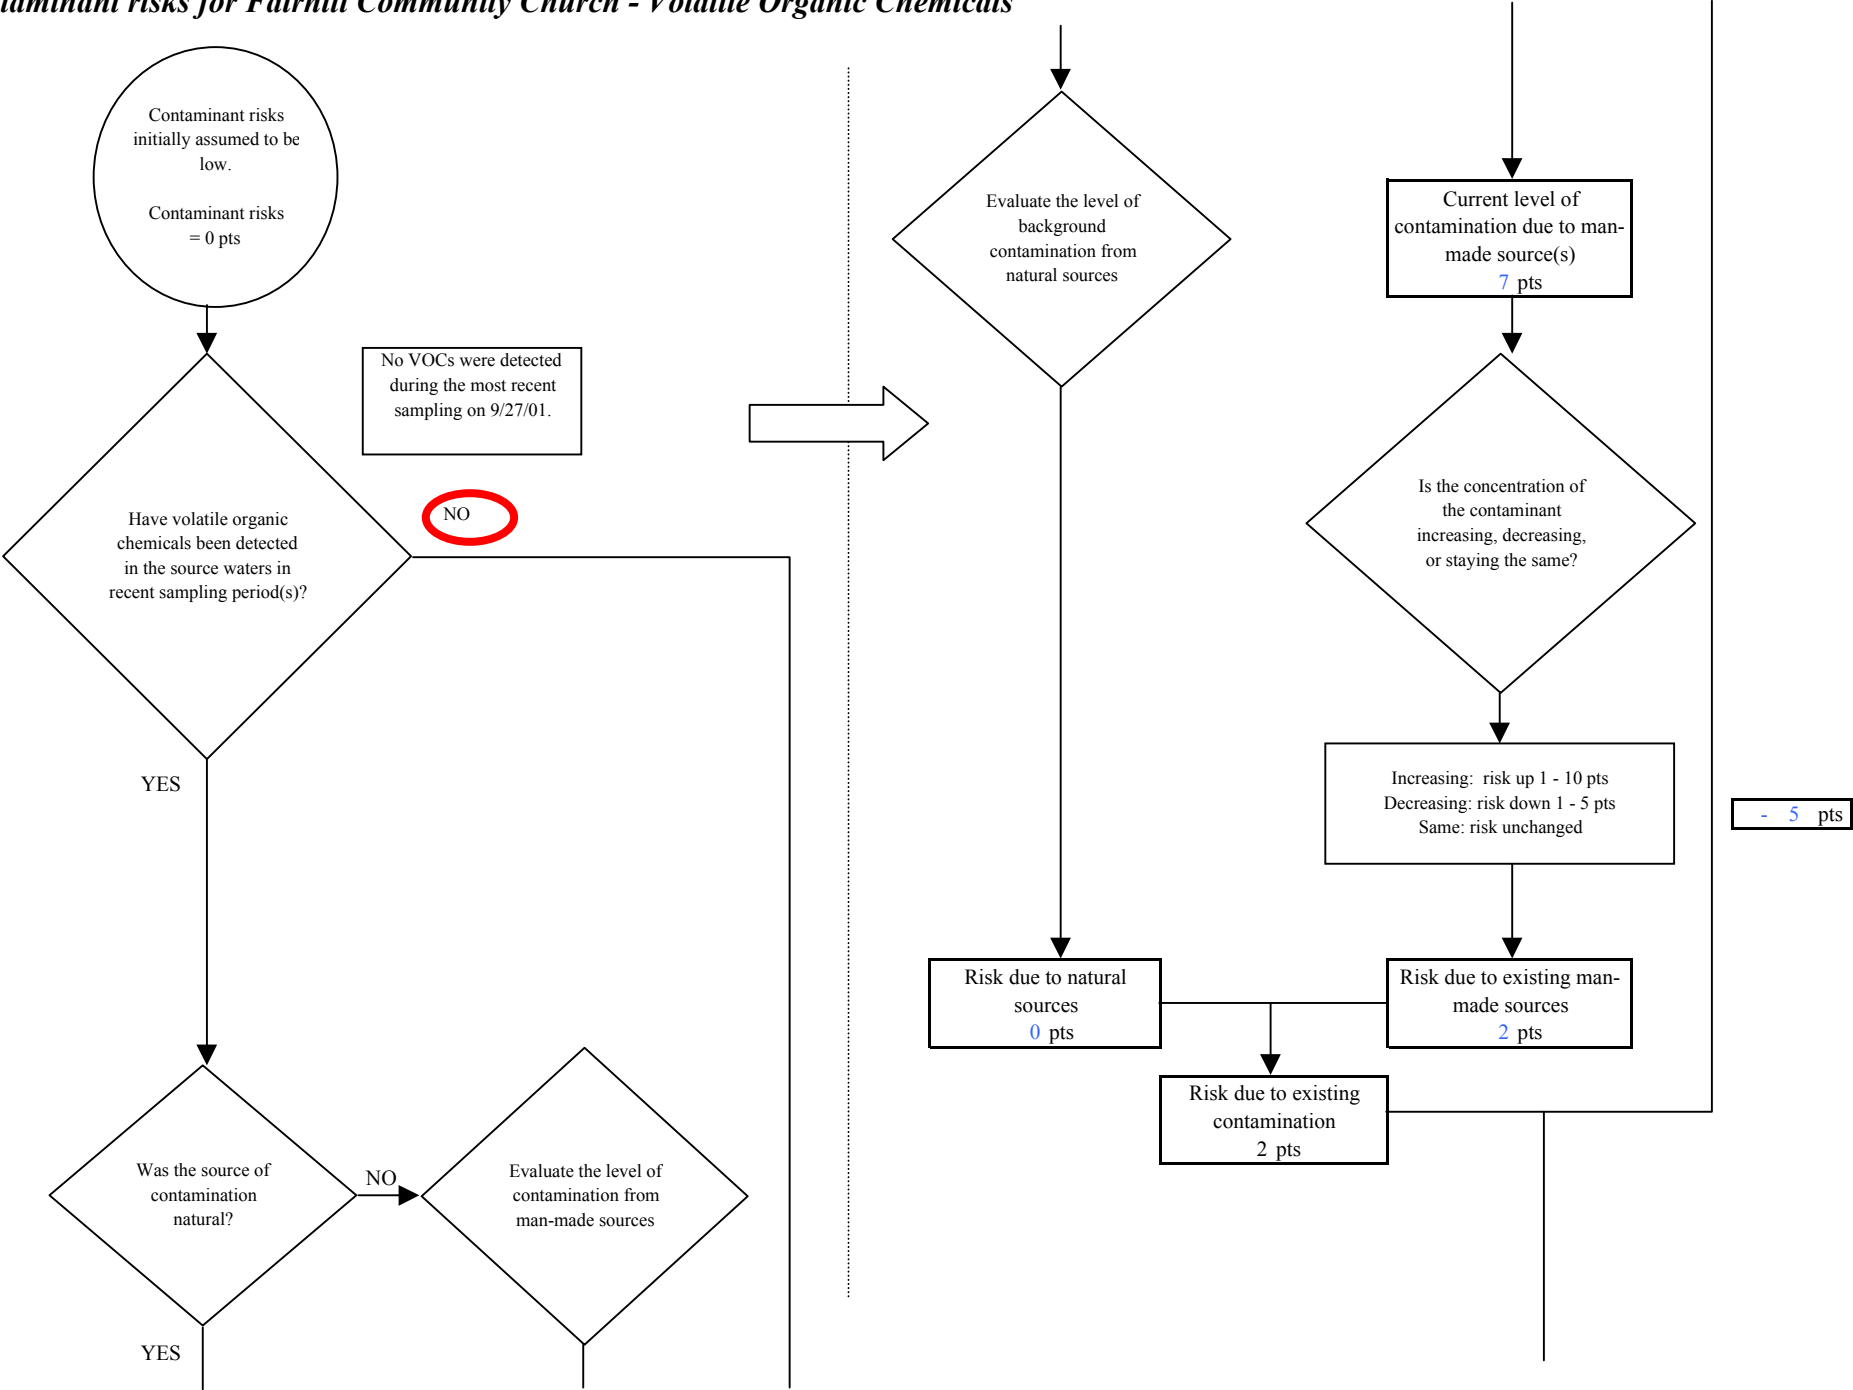 taminant risks for Fairhill Community Church - Volatile Organic Chemicals
Contaminant risks
initially assumed to be
low.
Contaminant risks
= 0 pts
No VOCs were detected
during the most recent
sampling on 9/27/01.
NO
Have volatile organic
chemicals been detected
in the source waters in
recent sampling period(s)?
YES
Was the source of
contamination
natural?
NO
Evaluate the level of
contamination from
man-made sources
YES
Evaluate the level of
background
contamination from
natural sources
Current level of
contamination due to man-
made source(s)
7 pts
Is the concentration of
the contaminant
increasing, decreasing,
or staying the same?
Increasing: risk up 1 - 10 pts
Decreasing: risk down 1 - 5 pts
Same: risk unchanged
- 5 pts
Risk due to natural
sources
0 pts
Risk due to existing man-
made sources
2 pts
Risk due to existing
contamination
2 pts